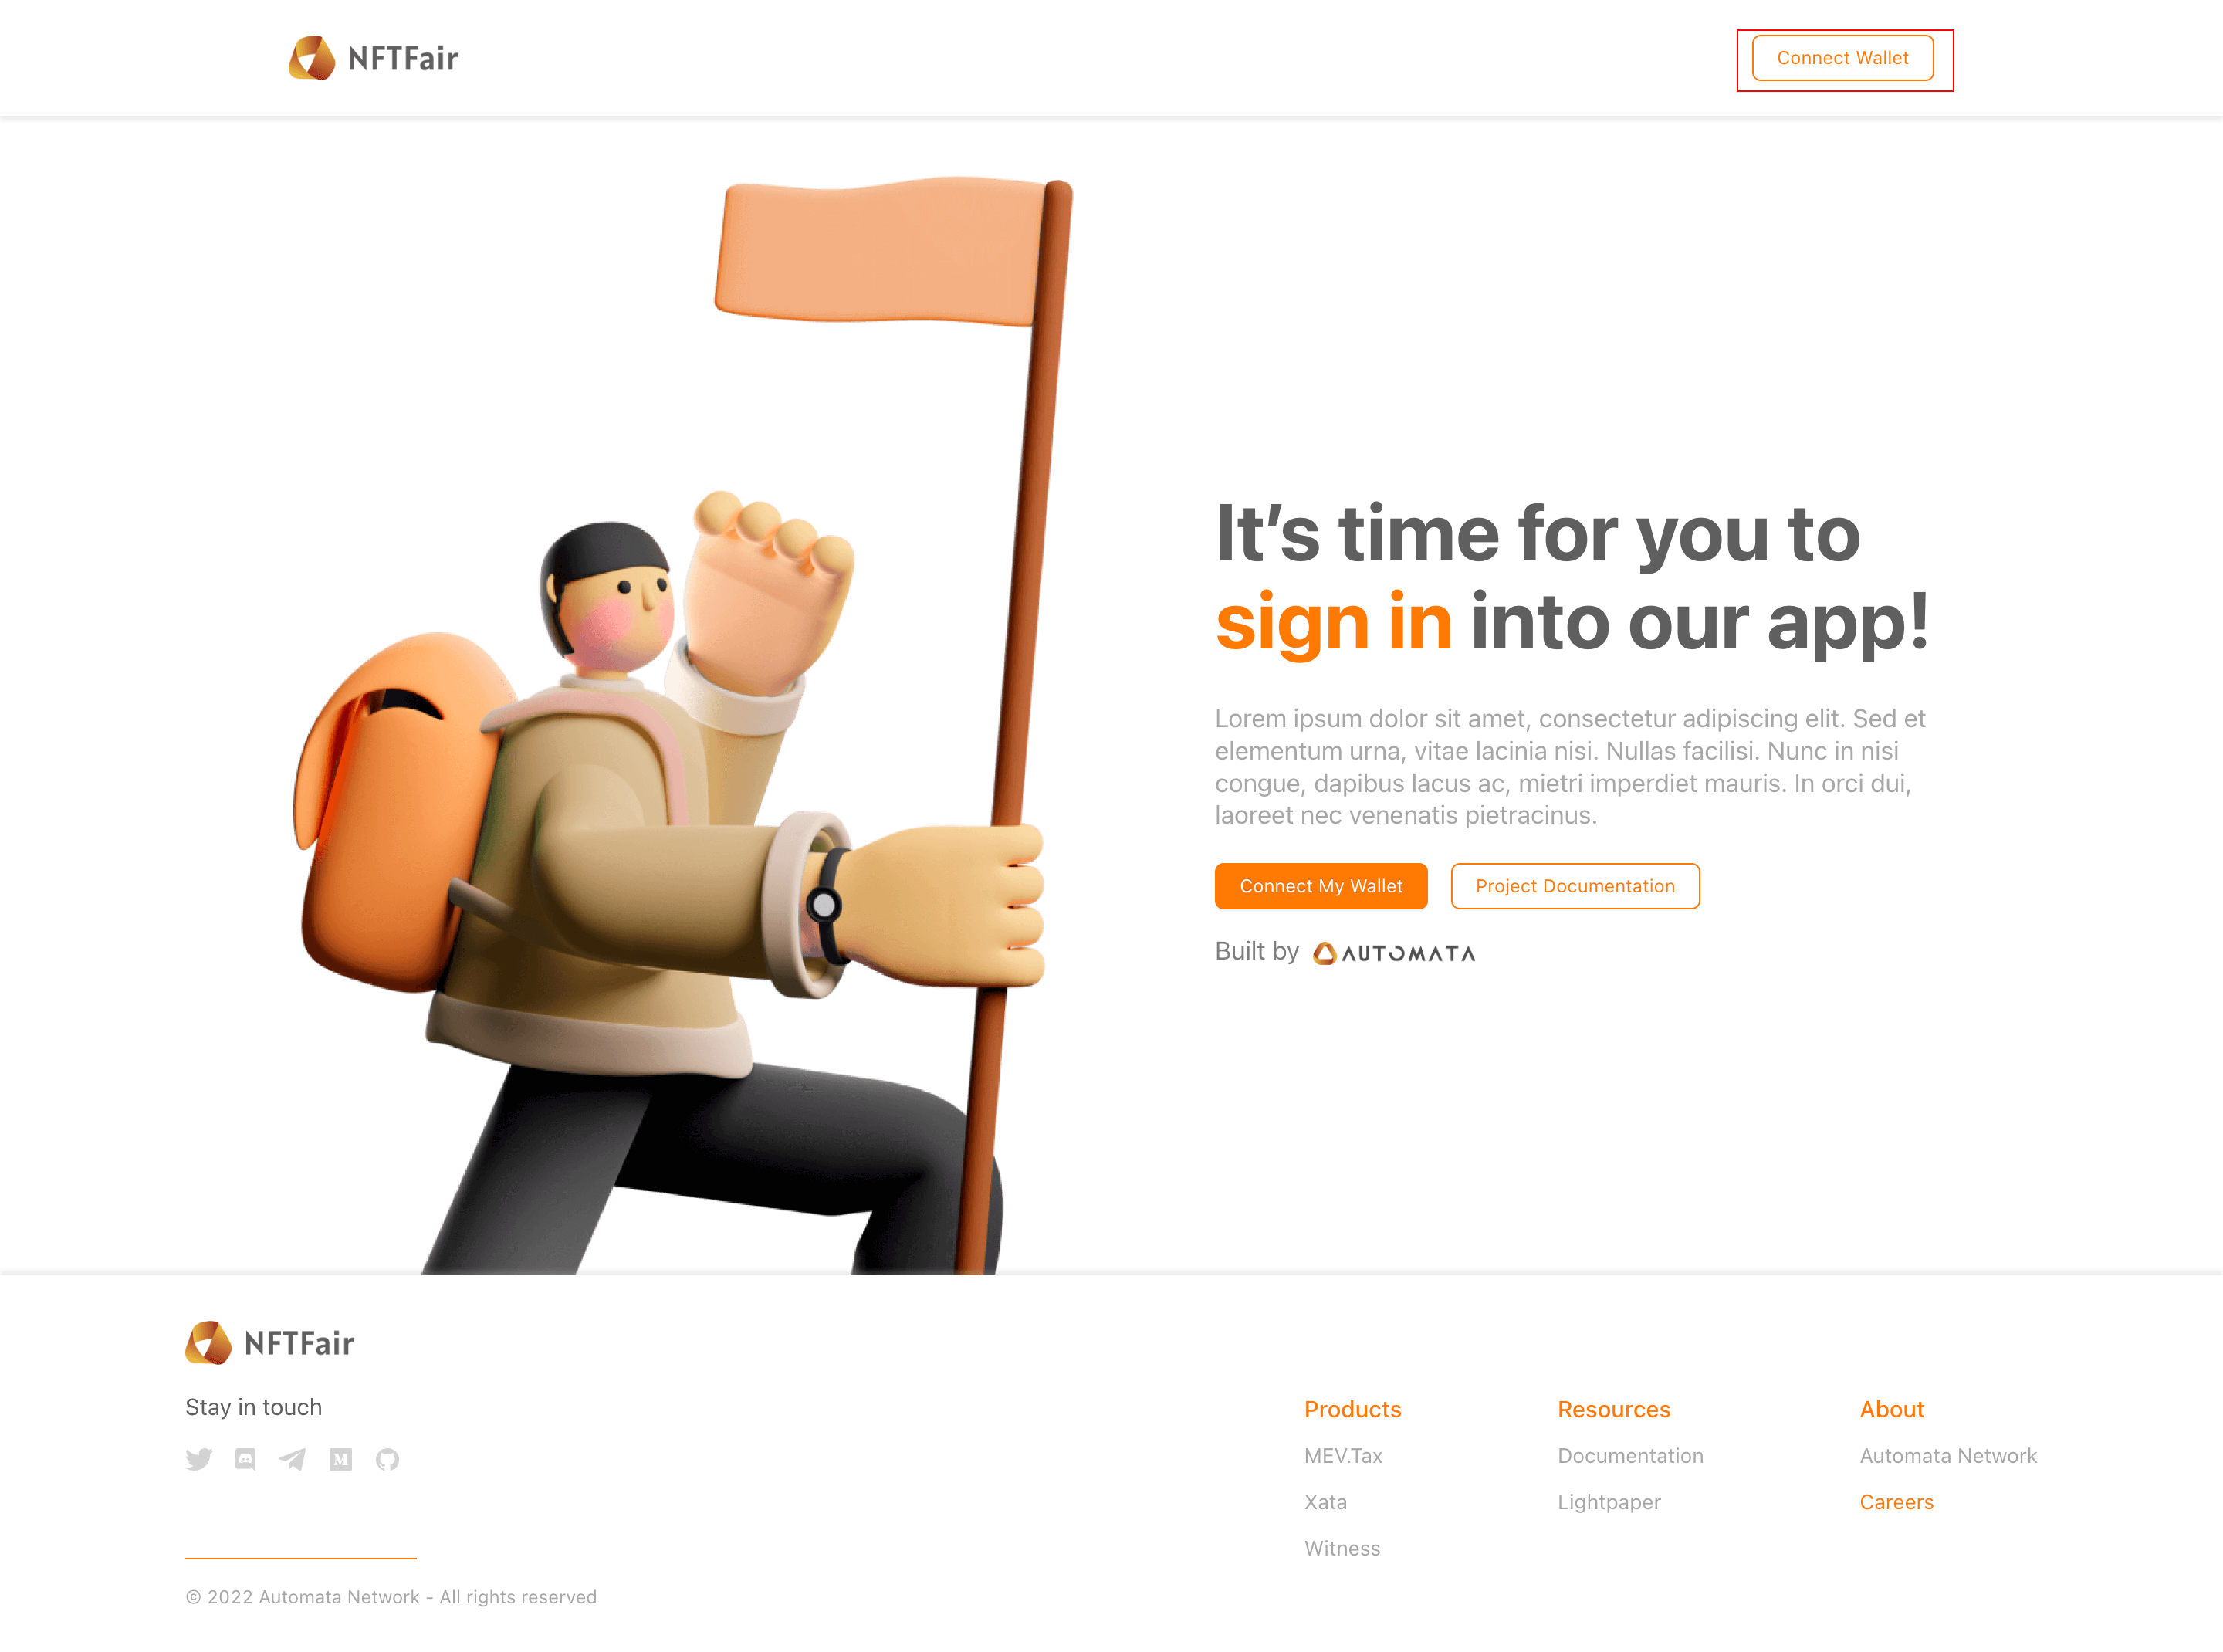 NFTFair
Connect Wallet
It’s time for you to
sign in into our app!
Lorem ipsum dolor sit amet, consectetur adipiscing elit. Sed et
elementum urna, vitae lacinia nisi. Nullas facilisi. Nunc in nisi
congue, dapibus lacus ac, mietri imperdiet mauris. In orci dui,
laoreet nec venenatis pietracinus.
Connect My Wallet
Project Documentation
Built by AUTOMATA
NFTFair
Stay in touch
M
Products
MEV.Tax
Xata
Witness
Resources
Documentation
Lightpaper
About
Automata Network
Careers
© 2022 Automata Network - All rights reserved